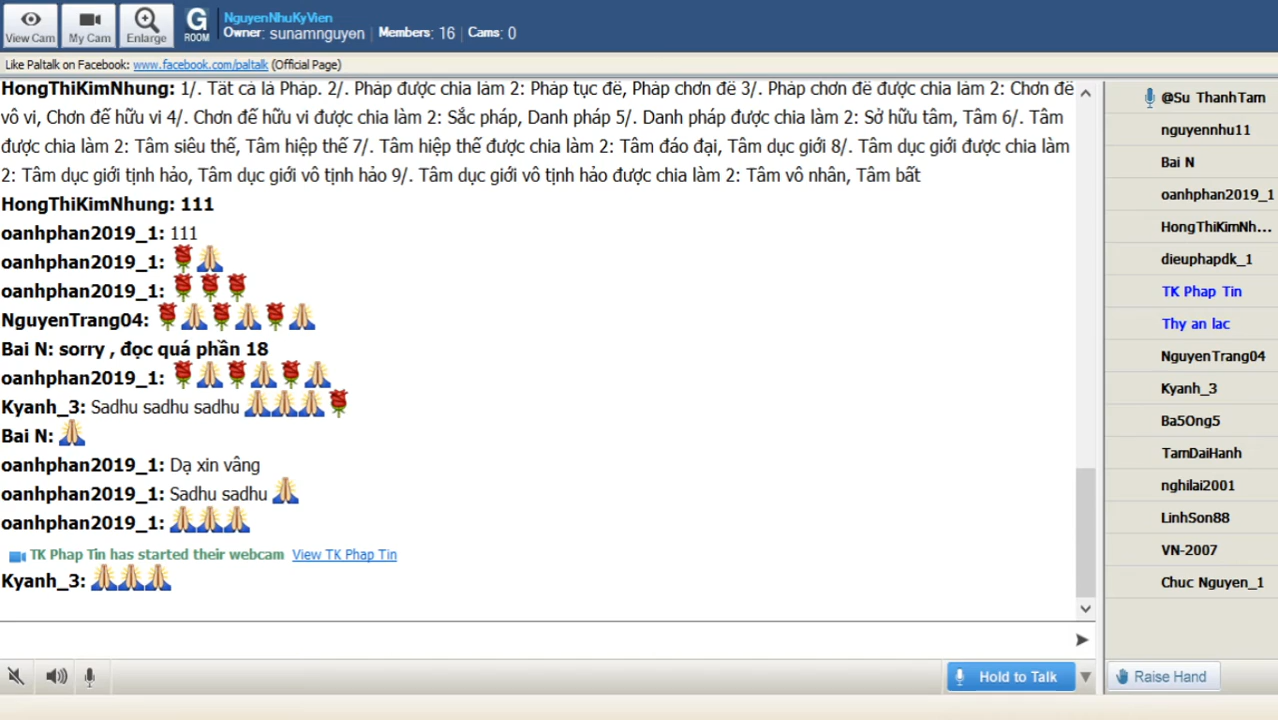 View Cam
My Cam
Enlarge
G
ROOM
NguyenNhuKyVien
Owner: sunamnguyen | Members: 16 | Cams: 0
Like Paltalk on Facebook: www.facebook.com/paltalk (Official Page)
HongThiKimNhung: 1/. Tất cả là Pháp. 2/. Pháp được chia làm 2: Pháp tục đế, Pháp chơn đế 3/. Pháp chơn đế được chia làm 2: Chơn đế
vô vi, Chơn đế hữu vi 4/. Chơn đế hữu vi được chia làm 2: Sắc pháp, Danh pháp 5/. Danh pháp được chia làm 2: Sở hữu tâm, Tâm 6/. Tâm
được chia làm 2: Tâm siêu thế, Tâm hiệp thế 7/. Tâm hiệp thế được chia làm 2: Tâm đáo đại, Tâm dục giới 8/. Tâm dục giới được chia làm
2: Tâm dục giới tịnh hảo, Tâm dục giới vô tịnh hảo 9/. Tâm dục giới vô tịnh hảo được chia làm 2: Tâm vô nhân, Tâm bất
HongThiKimNhung: 111
oanhphan2019_1: 111
oanhphan2019_1:
oanhphan2019_1:
NguyenTrang04:
Bai N: sorry , đọc quá phần 18
oanhphan2019_1:
Kyanh_3: Sadhu sadhu sadhu
Bai N:
oanhphan2019_1: Dạ xin vâng
oanhphan2019_1: Sadhu sadhu
oanhphan2019_1:
TK Phap Tin has started their webcam View TK Phap Tin
Kyanh_3:
Hold to Talk
@Su ThanhTam
nguyennhu11
Bai N
oanhphan2019_1
HongThiKimNh...
dieuphapdk_1
TK Phap Tin
Thy an lac
NguyenTrang04
Kyanh_3
Ba5Ong5
TamDaiHanh
nghilai2001
LinhSon88
VN-2007
Chuc Nguyen_1
Raise Hand